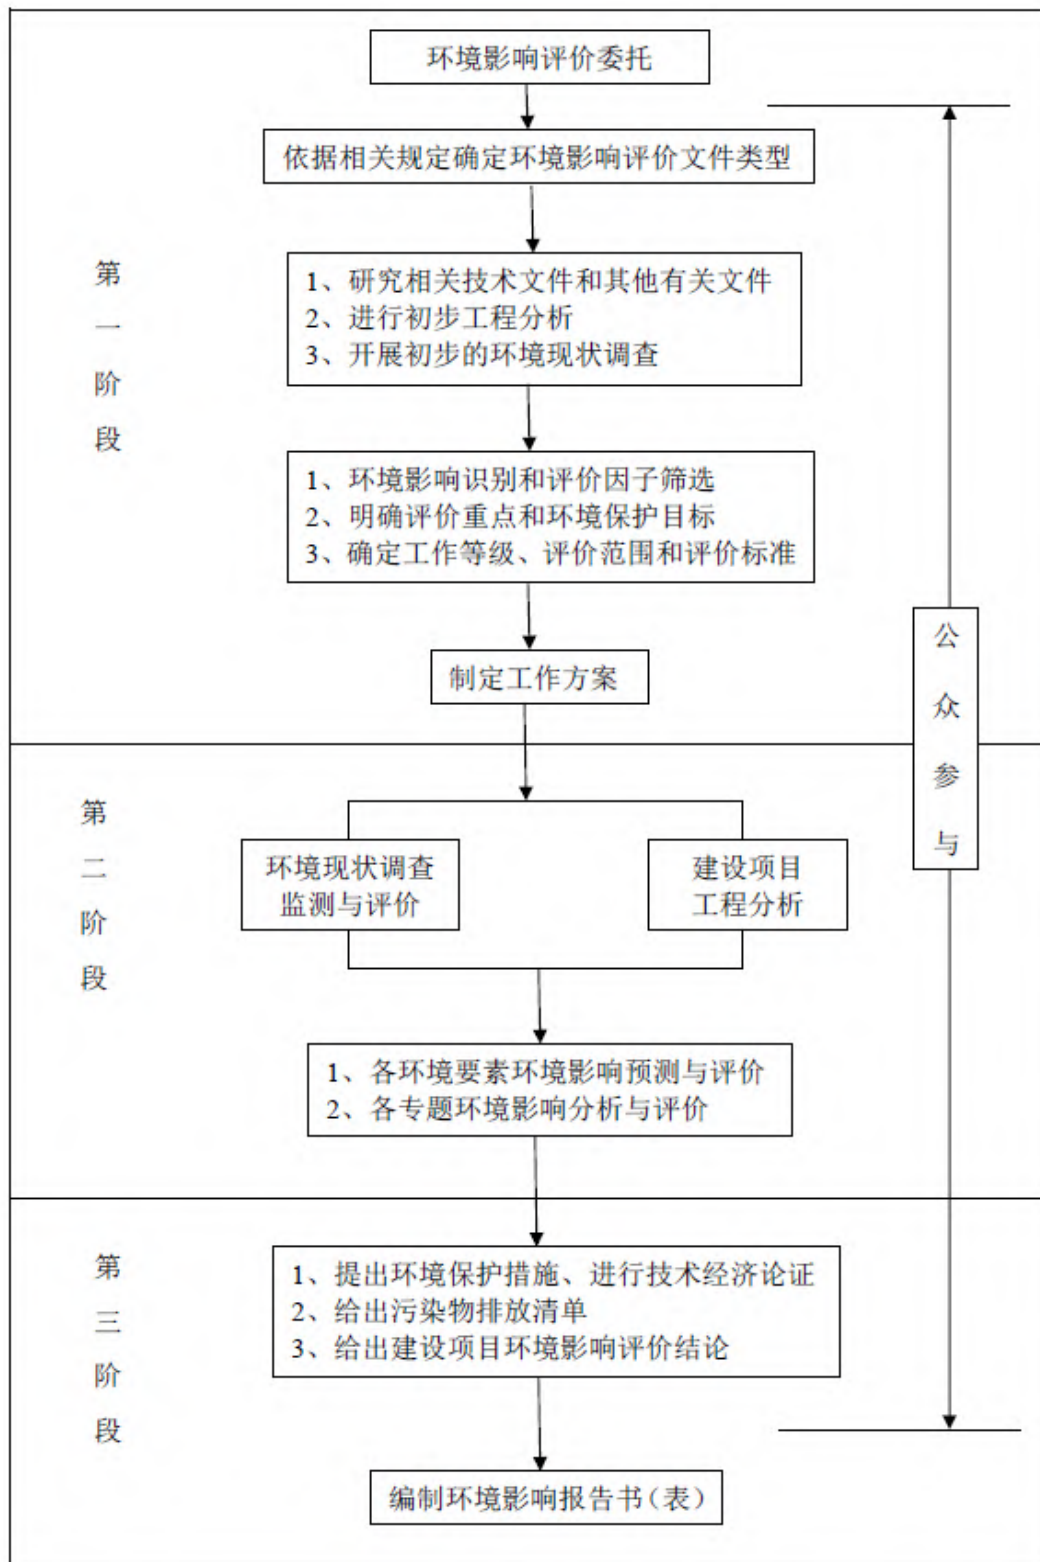 环境影响评价委托
依据相关规定确定环境影响评价文件类型
第
一
阶
段
1、研究相关技术文件和其他有关文件
2、进行初步工程分析
3、开展初步的环境现状调查
1、环境影响识别和评价因子筛选
2、明确评价重点和环境保护目标
3、确定工作等级、评价范围和评价标准
制定工作方案
公
众
参
与
第
二
阶
段
环境现状调查
监测与评价
建设项目
工程分析
1、各环境要素环境影响预测与评价
2、各专题环境影响分析与评价
第
三
阶
段
1、提出环境保护措施、进行技术经济论证
2、给出污染物排放清单
3、给出建设项目环境影响评价结论
编制环境影响报告书（表）